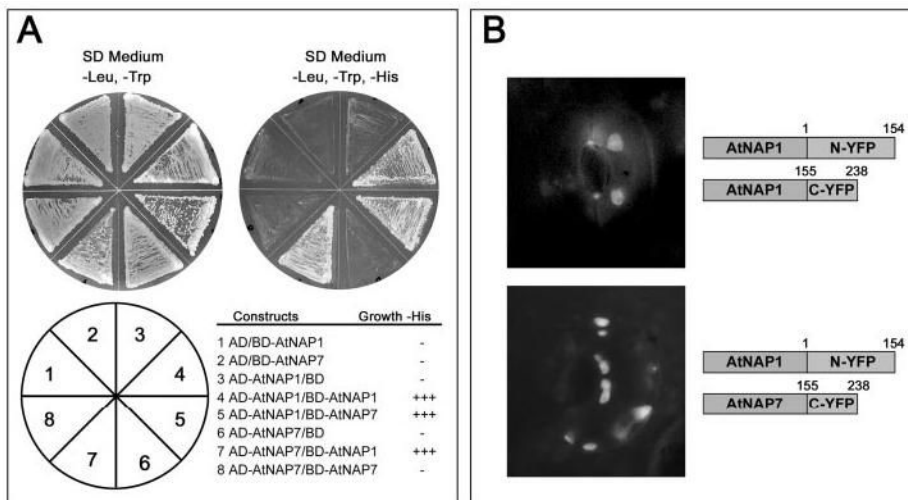 A
SD Medium
-Leu, -Trp
SD Medium
-Leu, -Trp, -His
1
2
3
4
5
6
7
8
Constructs Growth -His
1 AD/BD-AtNAP1 -
2 AD/BD-AtNAP7 -
3 AD-AtNAP1/BD -
4 AD-AtNAP1/BD-AtNAP1 +++
5 AD-AtNAP1/BD-AtNAP7 +++
6 AD-AtNAP7/BD -
7 AD-AtNAP7/BD-AtNAP1 +++
8 AD-AtNAP7/BD-AtNAP7 -
B
1 154
AtNAP1 N-YFP
155 238
AtNAP1 C-YFP
1 154
AtNAP1 N-YFP
155 238
AtNAP7 C-YFP